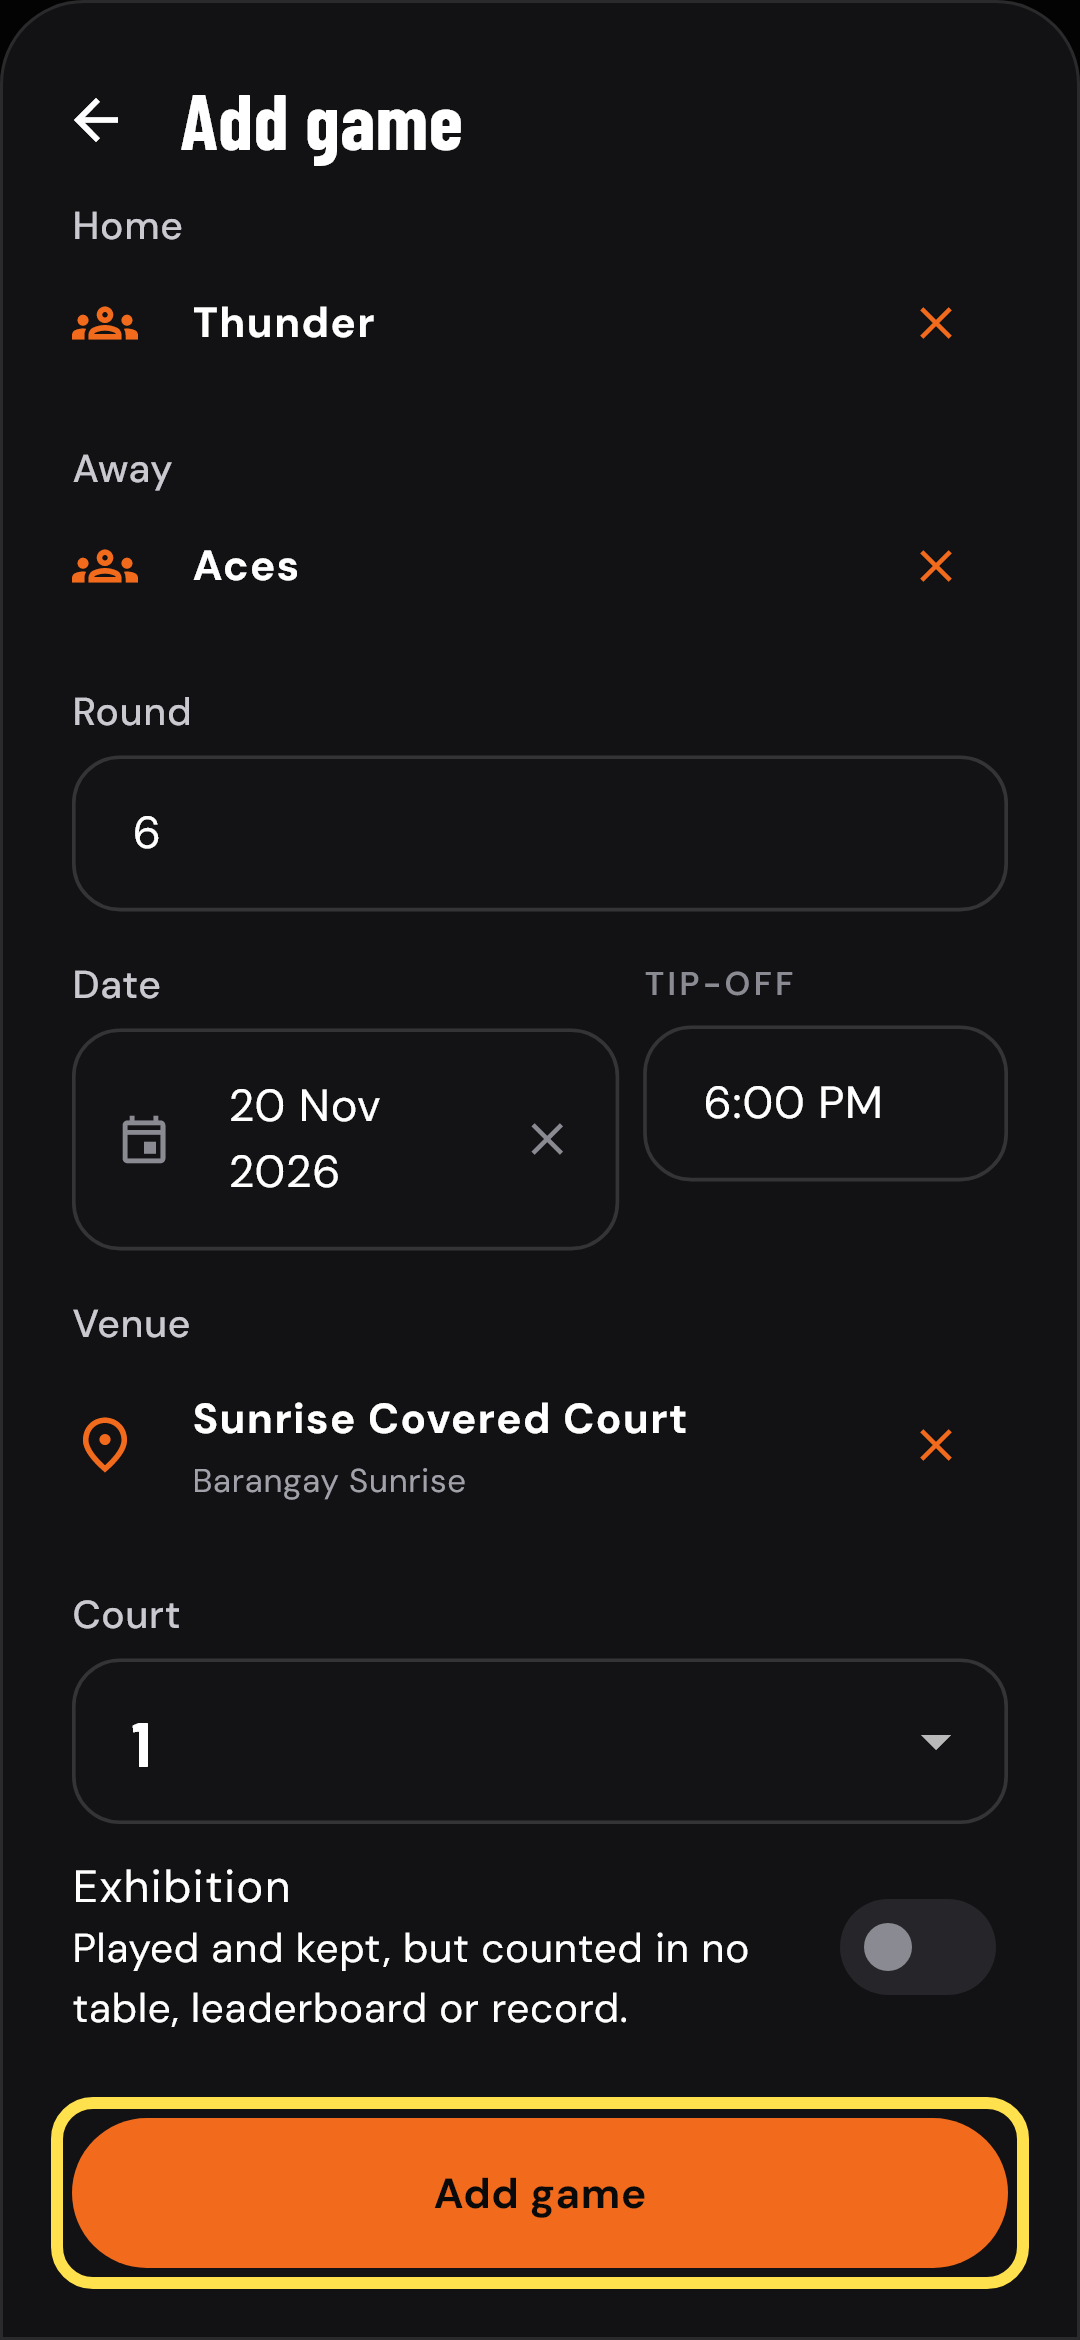 Add game
Home
Thunder
Away
Aces
Round
6
Date
TIP-OFF
20 Nov
2026
6:00 PM
Venue
Sunrise Covered Court
Barangay Sunrise
Court
1
Exhibition
Played and kept, but counted in no
table, leaderboard or record.
Add game